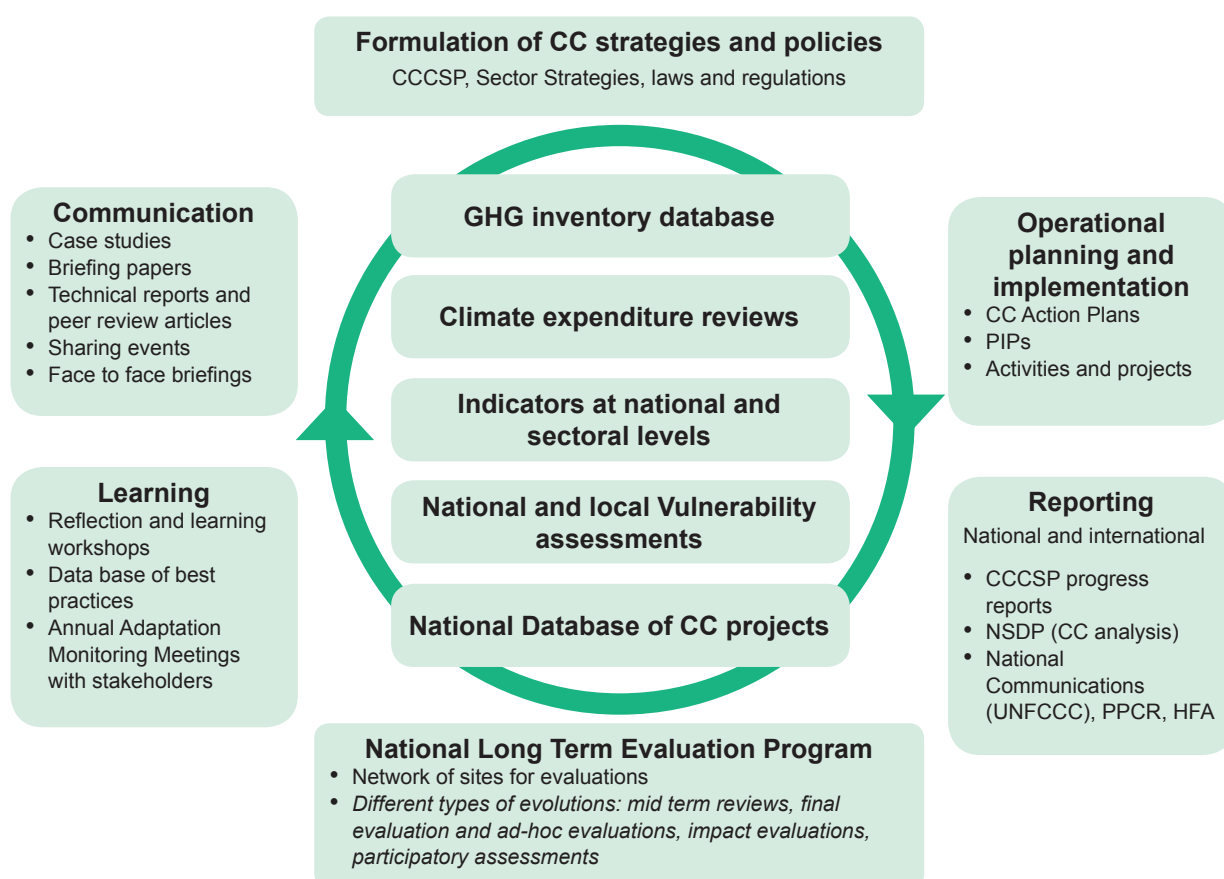 Formulation of CC strategies and policies
CCCSP, Sector Strategies, laws and regulations
GHG inventory database
Climate expenditure reviews
Indicators at national and
sectoral levels
National and local Vulnerability
assessments
National Database of CC projects
Communication
• Case studies
• Briefing papers
• Technical reports and
peer review articles
• Sharing events
• Face to face briefings
Operational
planning and
implementation
• CC Action Plans
• PIPs
• Activities and projects
Learning
• Reflection and learning
workshops
• Data base of best
practices
• Annual Adaptation
Monitoring Meetings
with stakeholders
Reporting
National and international
• CCCSP progress
reports
• NSDP (CC analysis)
• National
Communications
(UNFCCC), PPCR, HFA
National Long Term Evaluation Program
• Network of sites for evaluations
• Different types of evolutions: mid term reviews, final
evaluation and ad-hoc evaluations, impact evaluations,
participatory assessments